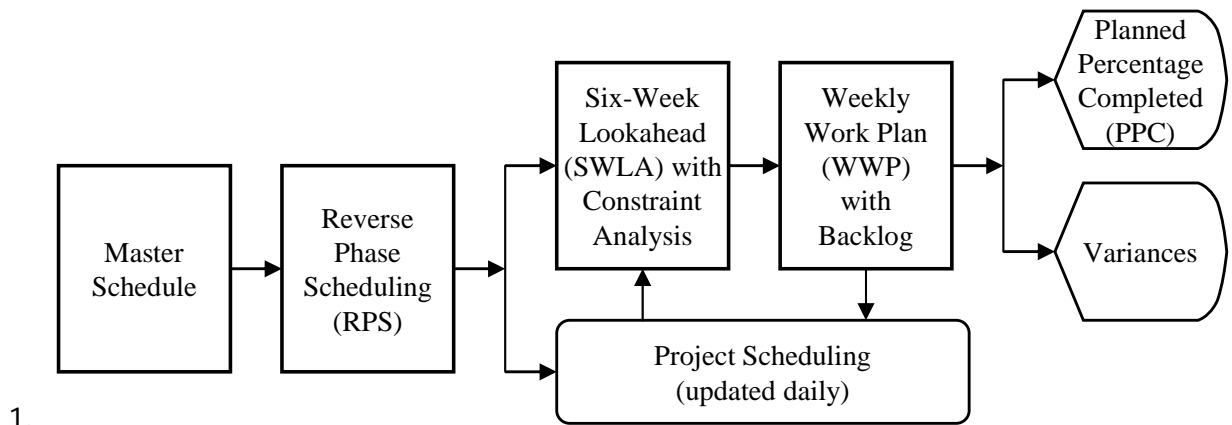 Master
Schedule
Reverse
Phase
Scheduling
(RPS)
Six-Week
Lookahead
(SWLA) with
Constraint
Analysis
Weekly
Work Plan
(WWP)
with
Backlog
Planned
Percentage
Completed
(PPC)
Variances
Project Scheduling
(updated daily)
1.